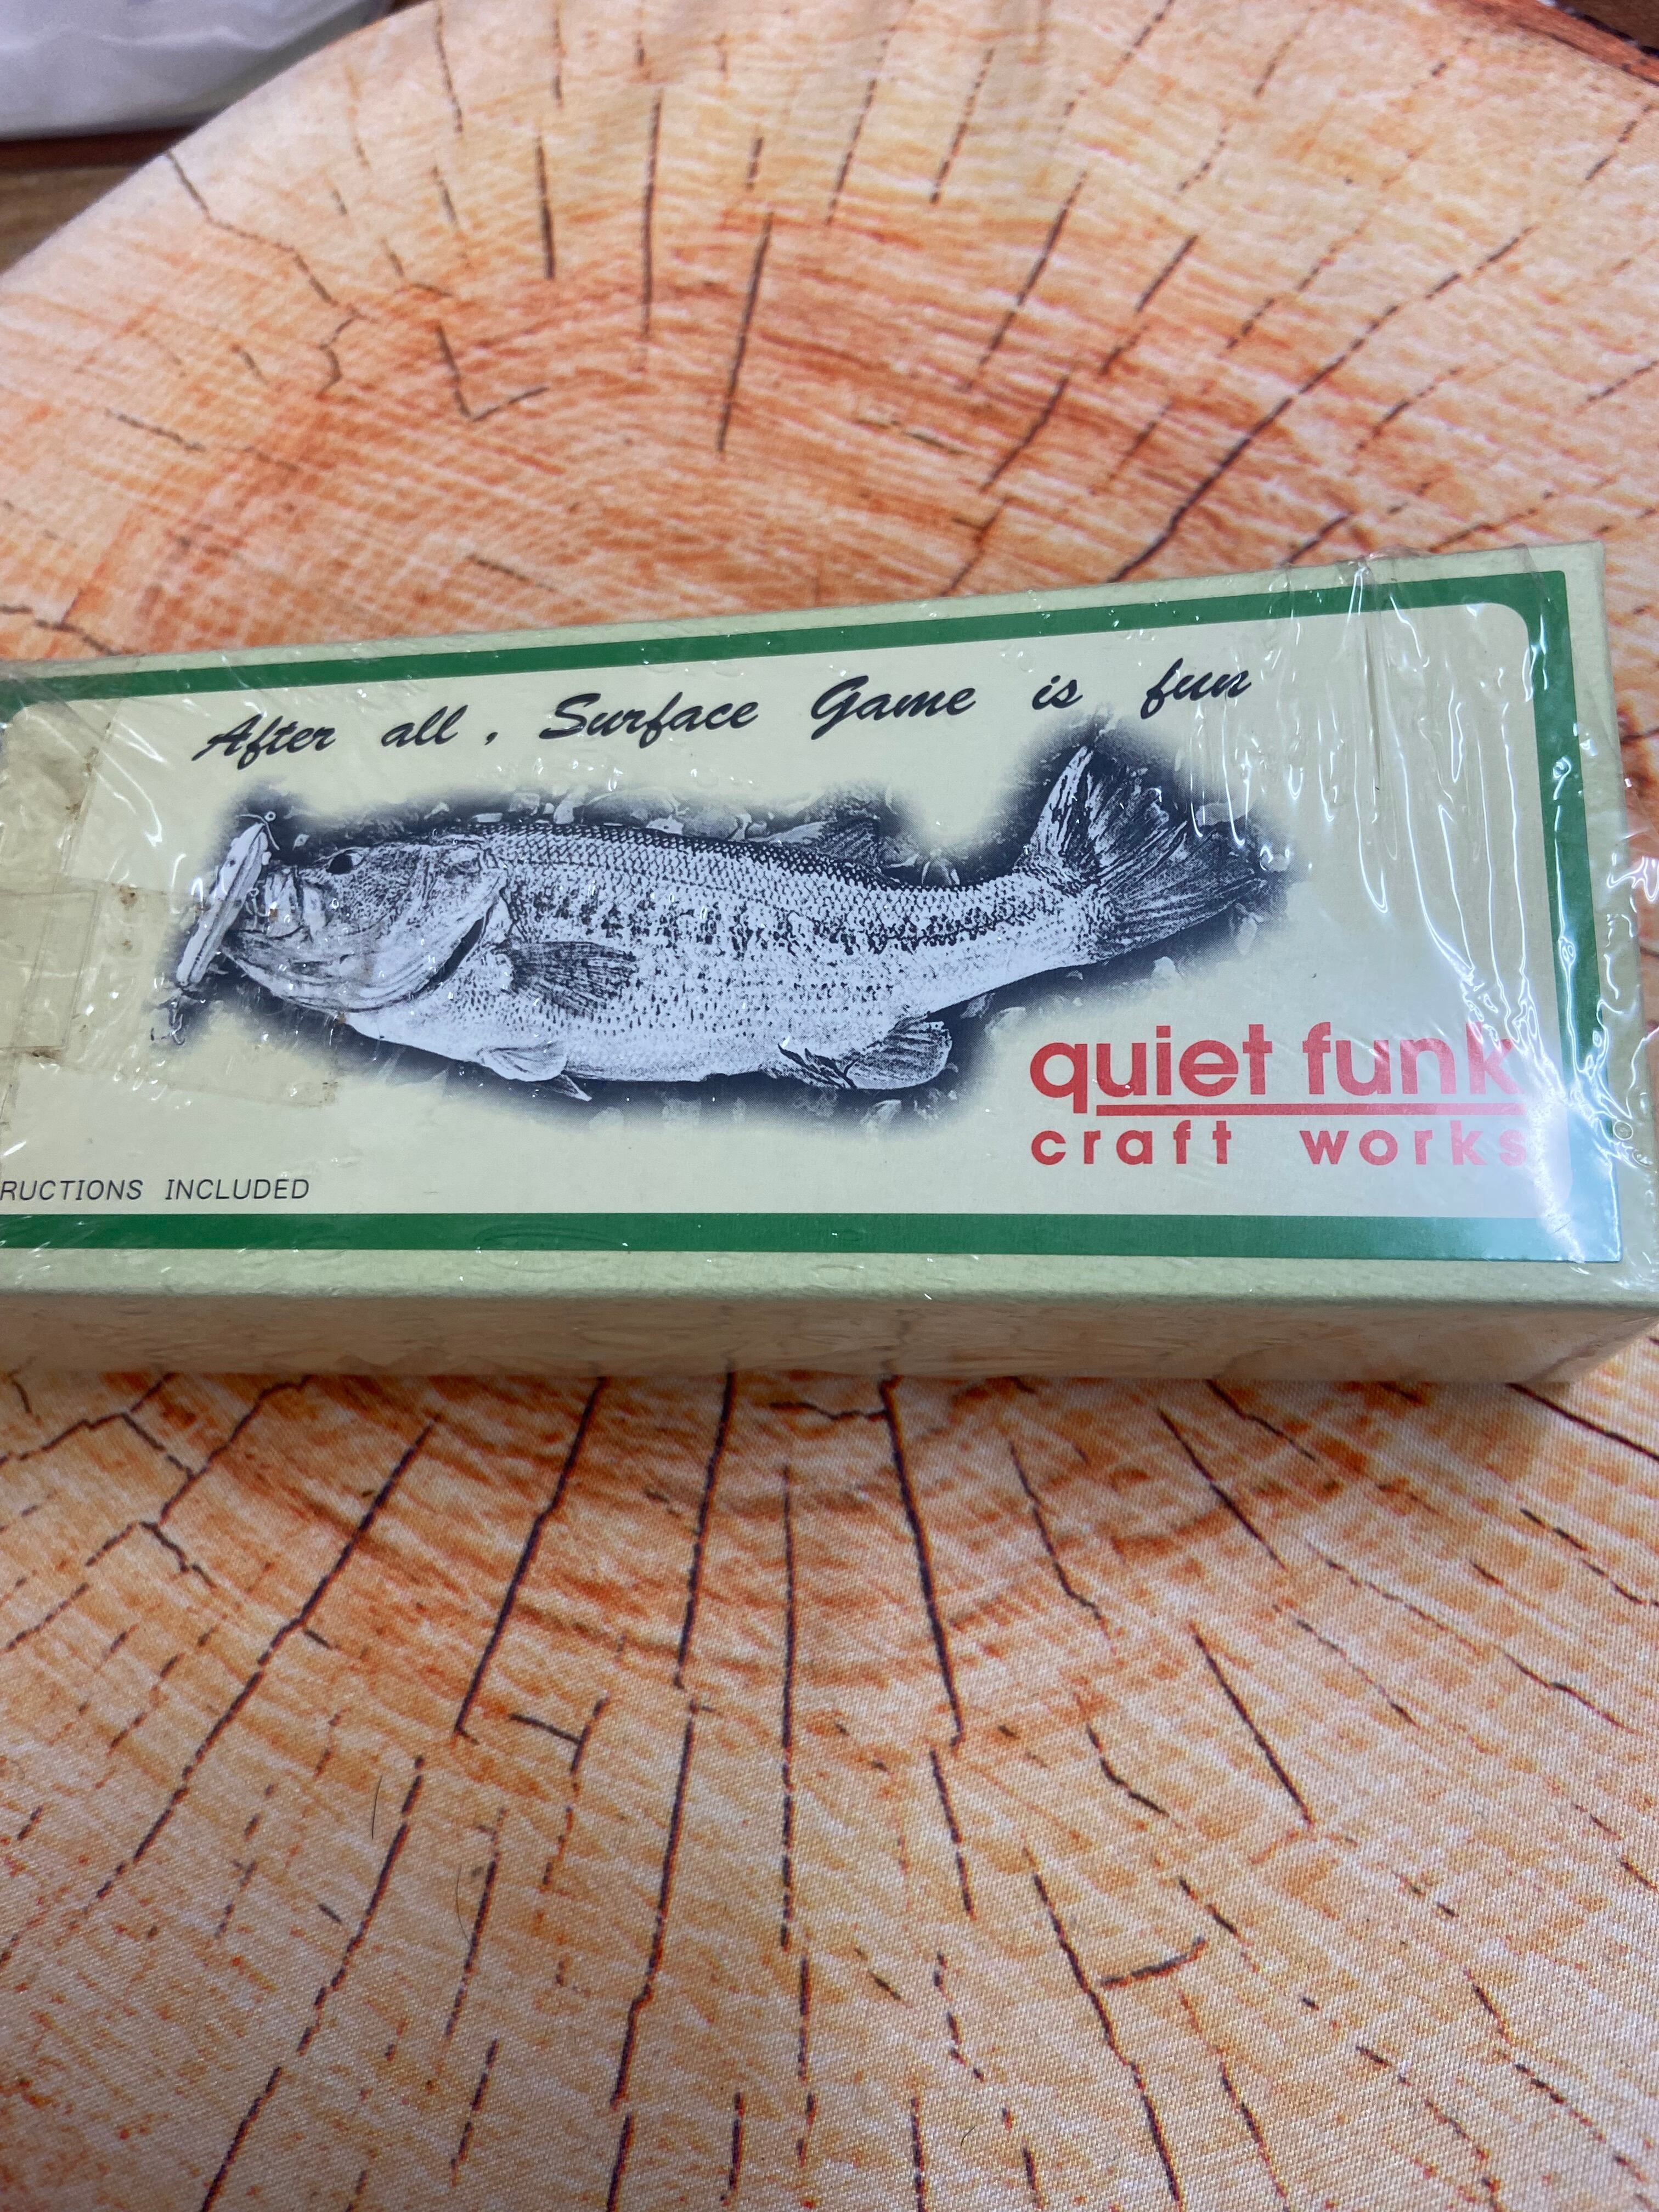 After all, Surface Game is fun
quiet funk
craft works
RUCTIONS INCLUDED